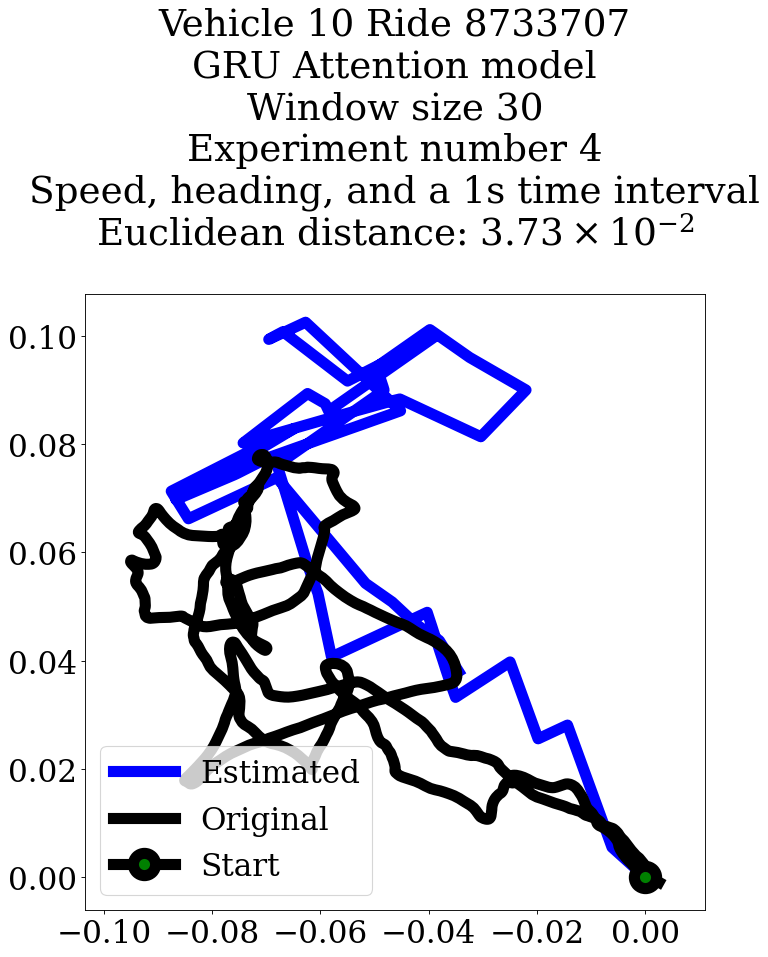 Vehicle 10 Ride 8733707
GRU Attention model
Window size 30
Experiment number 4
Speed, heading, and a 1s time interval
Euclidean distance: 3.73 × 10⁻²
0.10
0.08
0.06
0.04
0.02
0.00
Estimated
Original
Start
−0.10 −0.08 −0.06 −0.04 −0.02 0.00